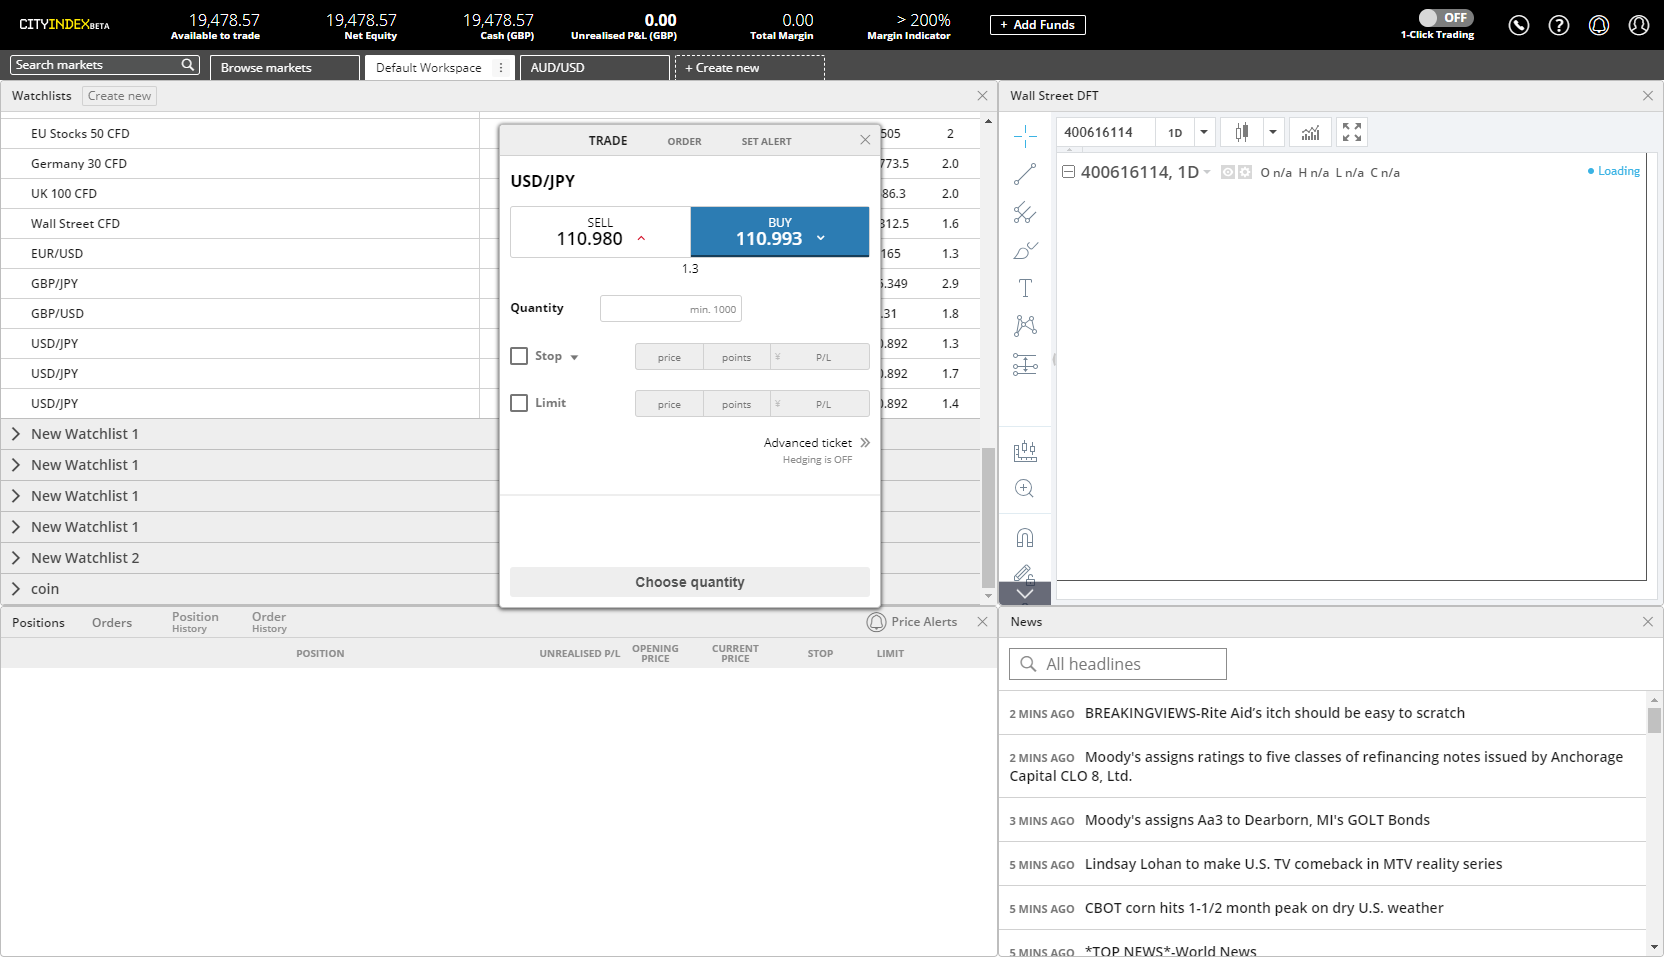 CITYINDEXBETA
19,478.57
Available to trade
19,478.57
Net Equity
19,478.57
Cash (GBP)
0.00
Unrealised P&L (GBP)
0.00
Total Margin
> 200%
Margin Indicator
+ Add Funds
OFF
1-Click Trading
Search markets
Browse markets
Default Workspace
AUD/USD
+ Create new
Watchlists
Create new
EU Stocks 50 CFD
505 2
Germany 30 CFD
773.5 2.0
UK 100 CFD
86.3 2.0
Wall Street CFD
312.5 1.6
EUR/USD
165 1.3
GBP/JPY
.349 2.9
GBP/USD
.31 1.8
USD/JPY
.892 1.3
USD/JPY
.892 1.7
USD/JPY
.892 1.4
New Watchlist 1
New Watchlist 1
New Watchlist 1
New Watchlist 1
New Watchlist 2
coin
TRADE ORDER SET ALERT
USD/JPY
SELL
110.980
BUY
110.993
1.3
Quantity
min. 1000
Stop
price points ¥ P/L
Limit
price points ¥ P/L
Advanced ticket
Hedging is OFF
Choose quantity
Wall Street DFT
400616114 1D
400616114, 1D
O n/a H n/a L n/a C n/a
Loading
T
Positions
Orders
Position
History
Order
History
Price Alerts
POSITION
UNREALISED P/L
OPENING
PRICE
CURRENT
PRICE
STOP
LIMIT
News
All headlines
2 MINS AGO BREAKINGVIEWS-Rite Aid's itch should be easy to scratch
2 MINS AGO Moody's assigns ratings to five classes of refinancing notes issued by Anchorage
Capital CLO 8, Ltd.
3 MINS AGO Moody's assigns Aa3 to Dearborn, MI's GOLT Bonds
5 MINS AGO Lindsay Lohan to make U.S. TV comeback in MTV reality series
5 MINS AGO CBOT corn hits 1-1/2 month peak on dry U.S. weather
5 MINS AGO *TOP NEWS*-World News